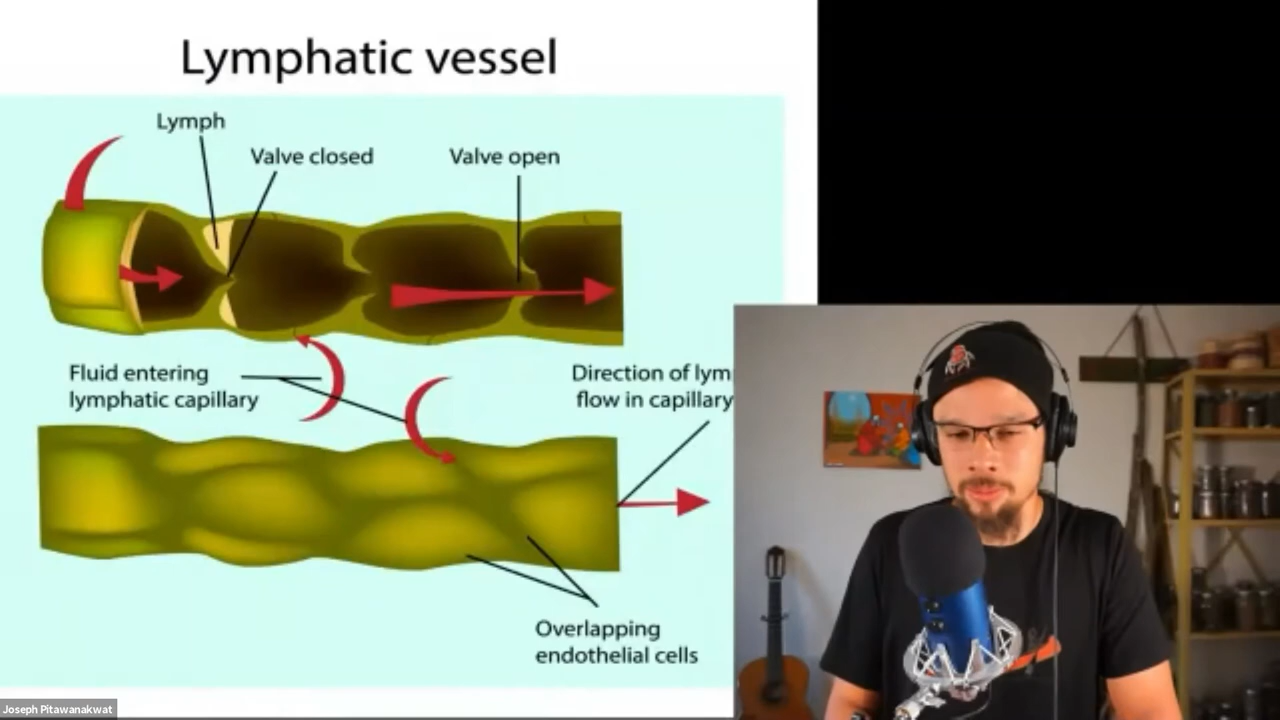 Lymphatic vessel
Lymph
Valve closed
Valve open
Fluid entering
lymphatic capillary
Direction of lym
flow in capillary
Overlapping
endothelial cells
Joseph Pitawanakwat